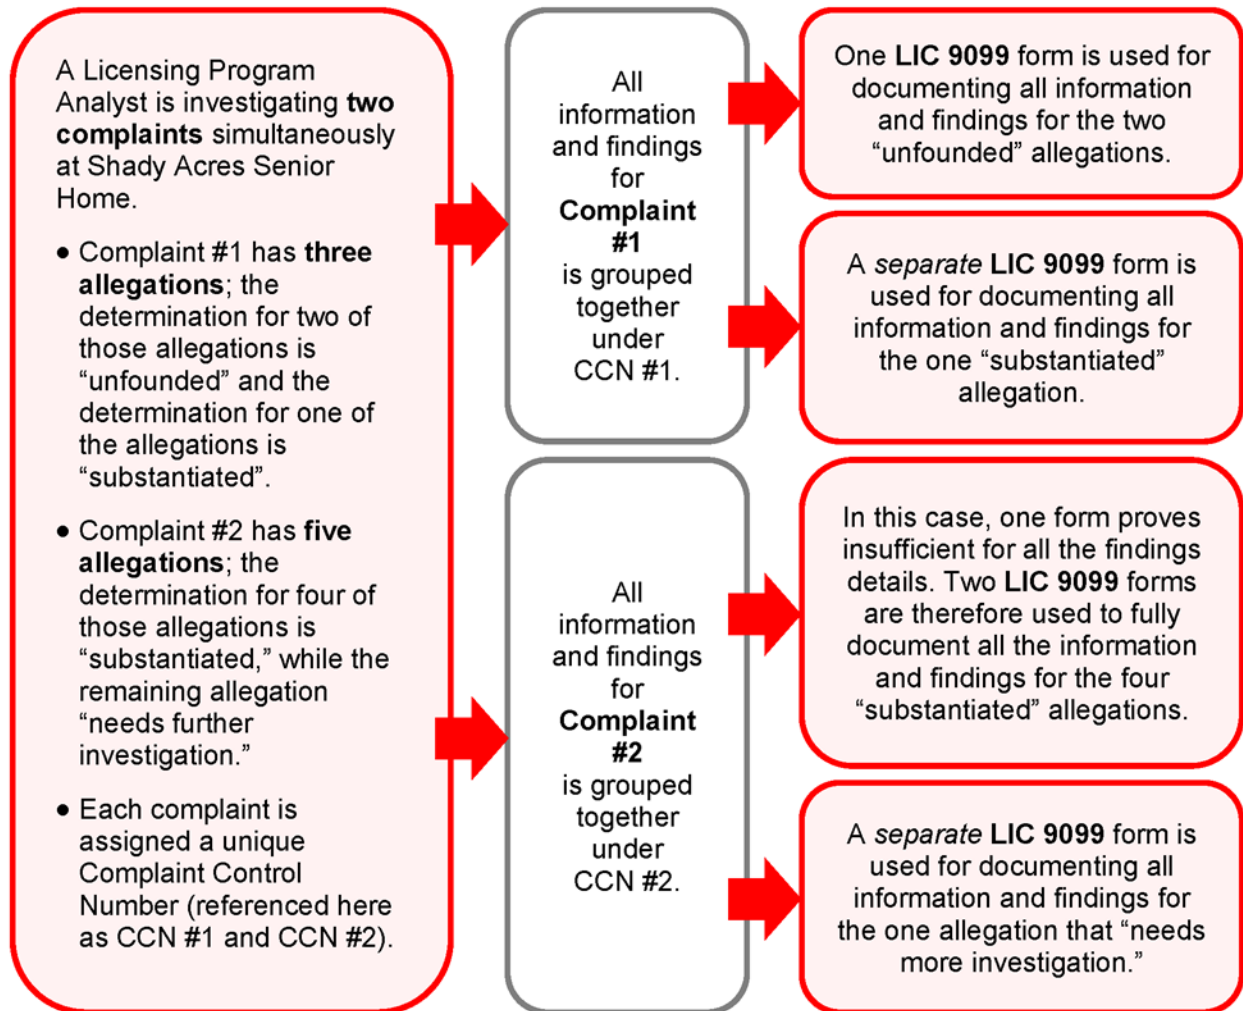 A Licensing Program
Analyst is investigating two
complaints simultaneously
at Shady Acres Senior
Home.
● Complaint #1 has three
allegations; the
determination for two of
those allegations is
“unfounded” and the
determination for one of
the allegations is
“substantiated”.
● Complaint #2 has five
allegations; the
determination for four of
those allegations is
“substantiated,” while the
remaining allegation
“needs further
investigation.”
● Each complaint is
assigned a unique
Complaint Control
Number (referenced here
as CCN #1 and CCN #2).
All
information
and findings
for
Complaint
#1
is grouped
together
under
CCN #1.
One LIC 9099 form is used for
documenting all information
and findings for the two
“unfounded” allegations.
A separate LIC 9099 form is
used for documenting all
information and findings for
the one “substantiated”
allegation.
All
information
and findings
for
Complaint
#2
is grouped
together
under
CCN #2.
In this case, one form proves
insufficient for all the findings
details. Two LIC 9099 forms
are therefore used to fully
document all the information
and findings for the four
“substantiated” allegations.
A separate LIC 9099 form is
used for documenting all
information and findings for
the one allegation that “needs
more investigation.”